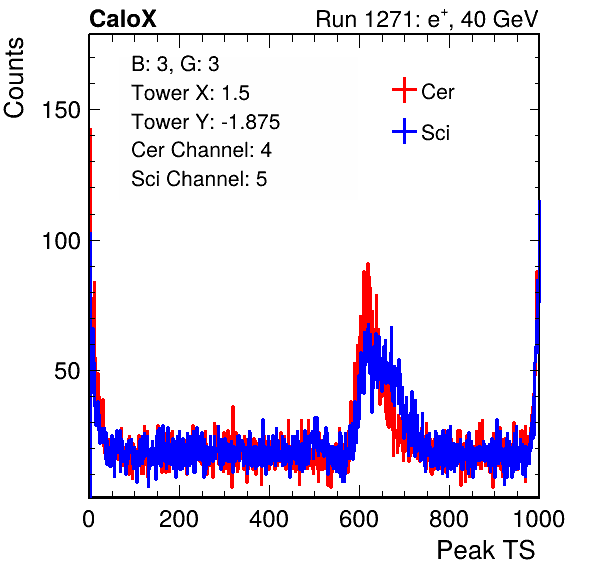 CaloX
Run 1271: e+, 40 GeV
Counts
B: 3, G: 3
Tower X: 1.5
Tower Y: -1.875
Cer Channel: 4
Sci Channel: 5
Cer
Sci
150
100
50
0 200 400 600 800 1000
Peak TS